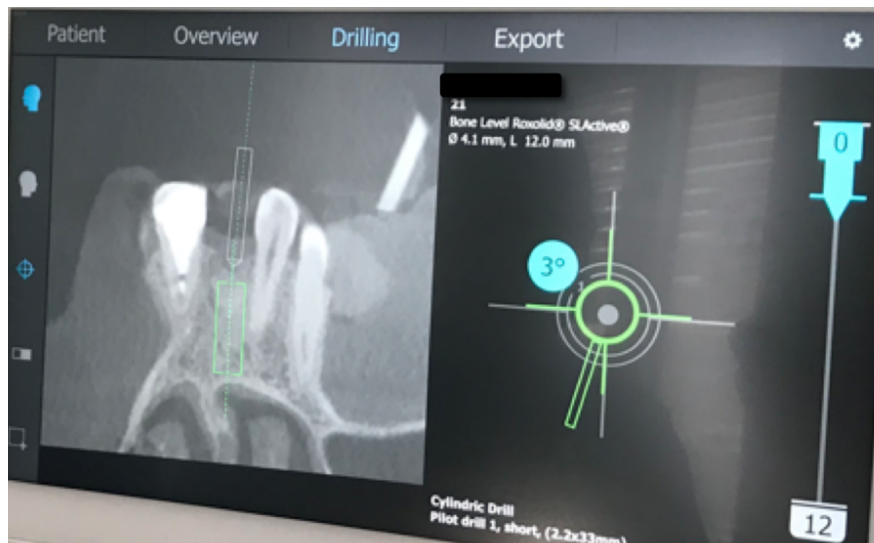 Patient
Overview
Drilling
Export
21
Bone Level Roxolid® SLActive®
Ø 4.1 mm, L 12.0 mm
0
3°
1
Cylindric Drill
Pilot drill 1, short, (2.2x33mm)
12